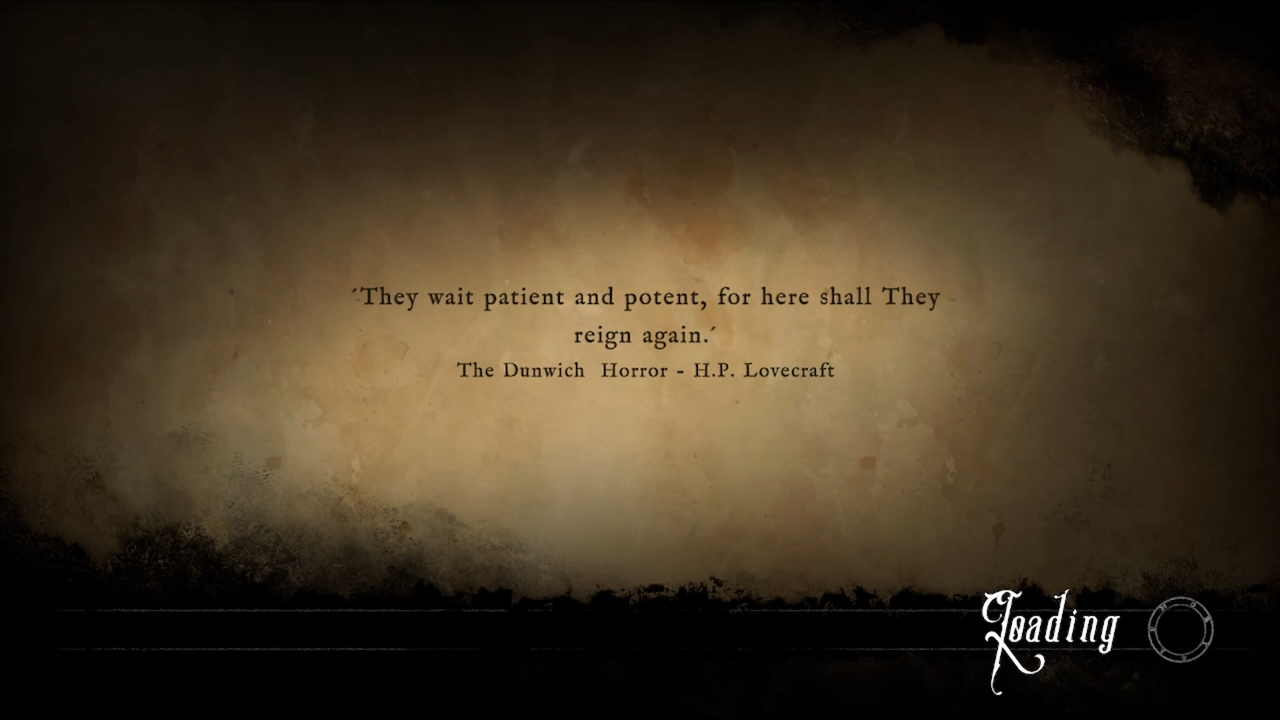 ´They wait patient and potent, for here shall They
reign again.´
The Dunwich  Horror - H.P. Lovecraft
Loading